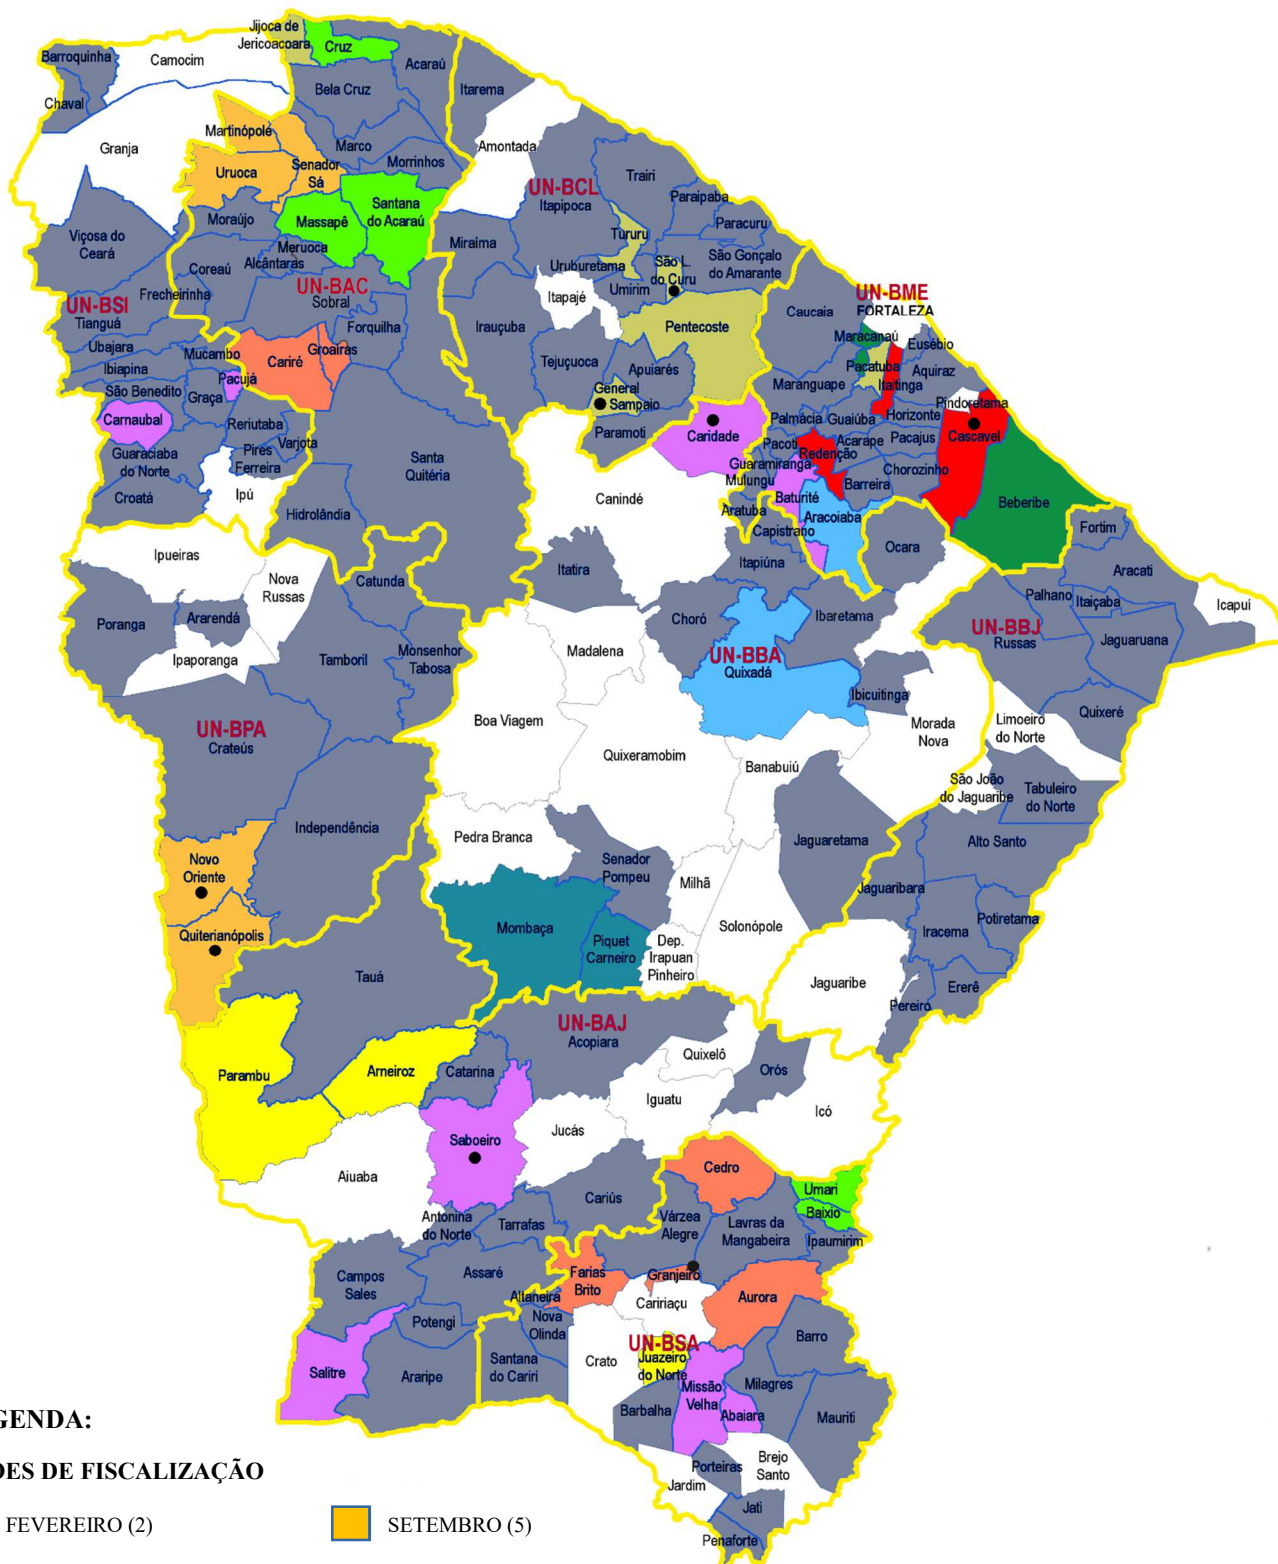 Jijoca de
Jericoacoara
Cruz
Barroquinha
Camocim
Acaraú
Chaval
Bela Cruz
Itarema
Granja
Martinópolé
Marco
Amontada
Uruoca
Senador
Sá
Morrinhos
Trairi
UN-BCL
Itapipoca
Paraipaba
Santana
do Acaraú
Massapê
Moraújo
Paracuru
Tururu
Viçosa do
Ceará
Meruoca
Alcântaras
Miraíma
São Gonçalo
do Amarante
Coreaú
Uruburetama
São L.
do Curu
UN-BAC
Sobral
Umirim
Itapajé
Frecheirinha
UN-BSI
Tianguá
UN-BME
FORTALEZA
Caucaia
Forquilha
Irauçuba
Pentecoste
Maracanaú
Eusébio
Ubajara
Mucambo
Groairas
Cariré
Tejuçuoca
Apuiarés
Pacatuba
Itaitinga
Aquiraz
Ibiapina
Pacujá
Maranguape
São Benedito
Graça
General
Sampaio
Pindoretama
Carnaubal
Reriutaba
Varjota
Paramoti
Caridade
Palmácia
Guaiúba
Horizonte
Cascavel
Pires
Ferreira
Guaraciaba
do Norte
Santa
Quitéria
Pacoti
Redenção
Acarape
Pacajus
Guaramiranga
Mulungu
Chorozinho
Barreira
Croatá
Ipú
Canindé
Baturité
Aratuba
Aracoiaba
Beberibe
Hidrolândia
Capistrano
Fortim
Ipueiras
Ocara
Itapiúna
Aracati
Nova
Russas
Catunda
Itatira
Palhano
Itaiçaba
Icapuí
Poranga
Ararendá
Choró
Ibaretama
UN-BBJ
Russas
Jaguaruana
Ipaporanga
Tamboril
Monsenhor
Tabosa
Madalena
UN-BBA
Quixadá
Ibicuitinga
UN-BPA
Crateús
Boa Viagem
Morada
Nova
Limoeiro
do Norte
Quixeré
Quixeramobim
Banabuiú
São João
do Jaguaribe
Tabuleiro
do Norte
Independência
Pedra Branca
Jaguaretama
Alto Santo
Novo
Oriente
Senador
Pompeu
Milhã
Jaguaribara
Potiretama
Mombaça
Solonópole
Iracema
Quiterianópolis
Piquet
Carneiro
Dep.
Irapuan
Pinheiro
Tauá
Jaguaribe
Ererê
Pereiro
UN-BAJ
Acopiara
Quixelô
Parambu
Arneiroz
Catarina
Orós
Iguatu
Icó
Jucás
Saboeiro
Cedro
Aiuaba
Umari
Cariús
Baixio
Antonina
do Norte
Tarrafas
Várzea
Alegre
Lavras da
Mangabeira
Ipaumirim
Campos
Sales
Assaré
Farias
Brito
Granjeiro
Altaneira
Caririaçu
Aurora
Potengi
Nova
Olinda
Barro
UN-BSA
Juazeiro
do Norte
Crato
Santana
do Cariri
Salitre
Araripe
Missão
Velha
Milagres
Barbalha
Abaiara
Mauriti
GENDA:
Brejo
Santo
Porteiras
DES DE FISCALIZAÇÃO
Jardim
Jati
FEVEREIRO (2)
SETEMBRO (5)
Penaforte